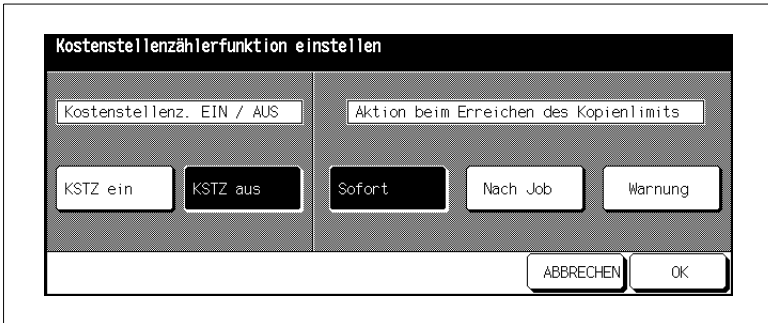 Kostenstellenzählerfunktion einstellen
Kostenstellenz. EIN / AUS
Aktion beim Erreichen des Kopienlimits
KSTZ ein
KSTZ aus
Sofort
Nach Job
Warnung
ABBRECHEN
OK